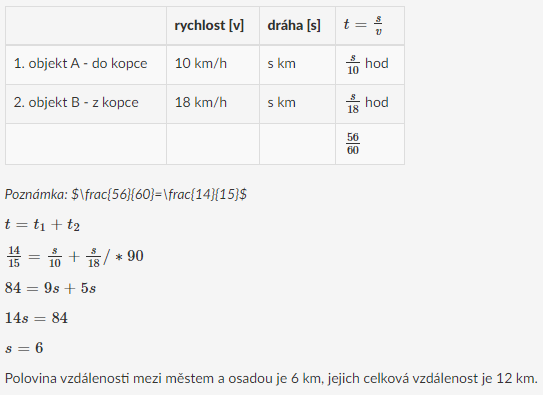 rychlost [v] dráha [s] t = \frac{s}{v}
1. objekt A - do kopce 10 km/h s km \frac{s}{10} hod
2. objekt B - z kopce 18 km/h s km \frac{s}{18} hod
\frac{56}{60}
Poznámka: $\frac{56}{60}=\frac{14}{15}$
t = t₁ + t₂
\frac{14}{15} = \frac{s}{10} + \frac{s}{18} / * 90
84 = 9s + 5s
14s = 84
s = 6
Polovina vzdálenosti mezi městem a osadou je 6 km, jejich celková vzdálenost je 12 km.